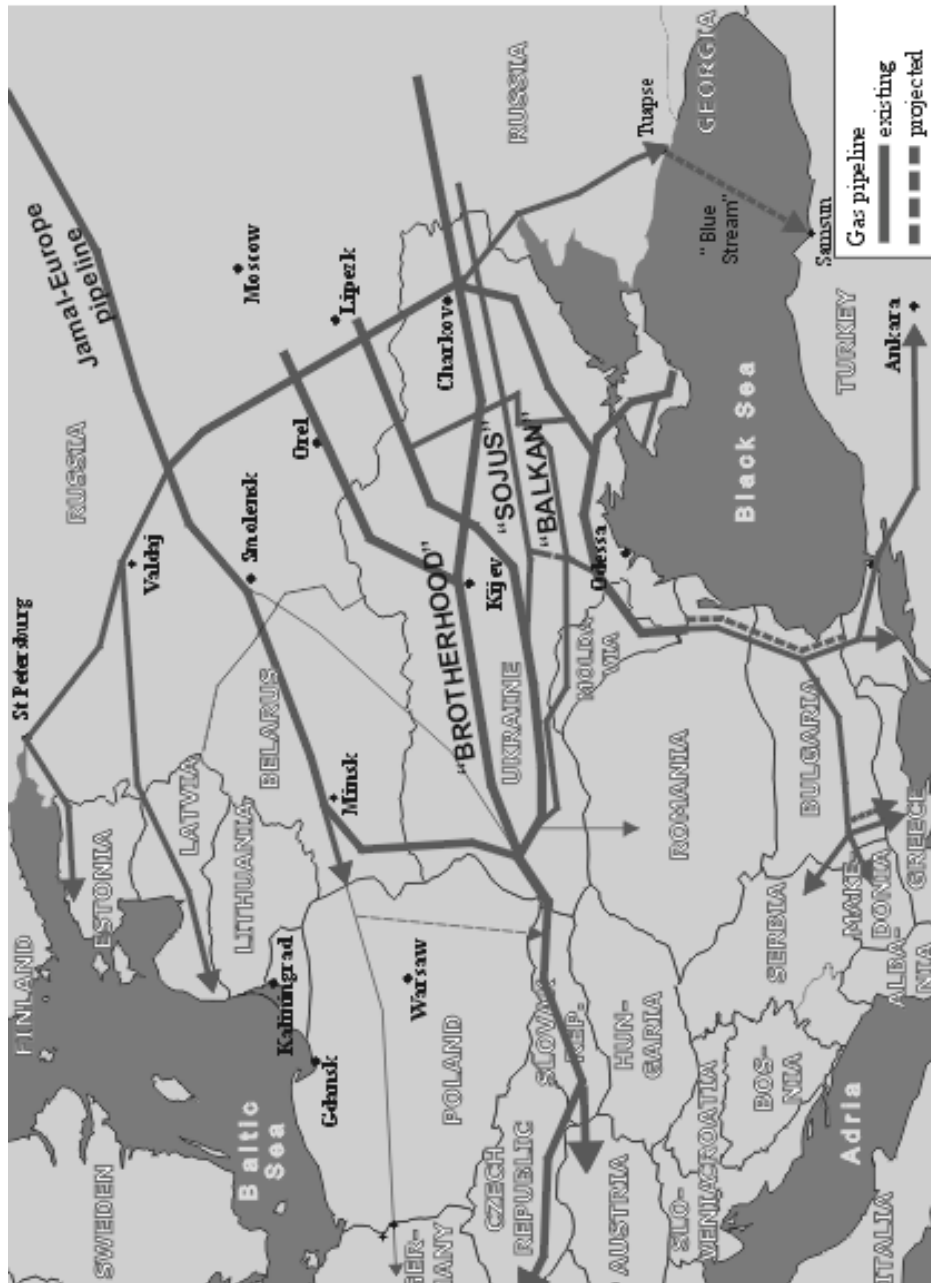 FINLAND
SWEDEN
St Petersburg
ESTONIA
RUSSIA
Jamal-Europe
pipeline
Baltic
Sea
LATVIA
LITHUANIA
Valdaj
Moscow
Kaliningrad
Gdansk
BELARUS
Smolensk
Orel
Lipezk
Minsk
Warsaw
POLAND
"BROTHERHOOD"
Kijev
Charkov
RUSSIA
GER-
MANY
CZECH
REPUBLIC
SLOVAK
REP.
UKRAINE
"SOJUS"
"BALKAN"
AUSTRIA
HUN-
GARIA
MOLDA
VIA
Odessa
Tuapse
SLO-
VENIA
CROATIA
ROMANIA
GEORGIA
BOS-
NIA
SERBIA
BULGARIA
Black Sea
"Blue
Stream"
Samsun
Adria
ITALIA
ALBA-
NIA
MAKE
DONIA
GREECE
TURKEY
Ankara
Gas pipeline
existing
projected